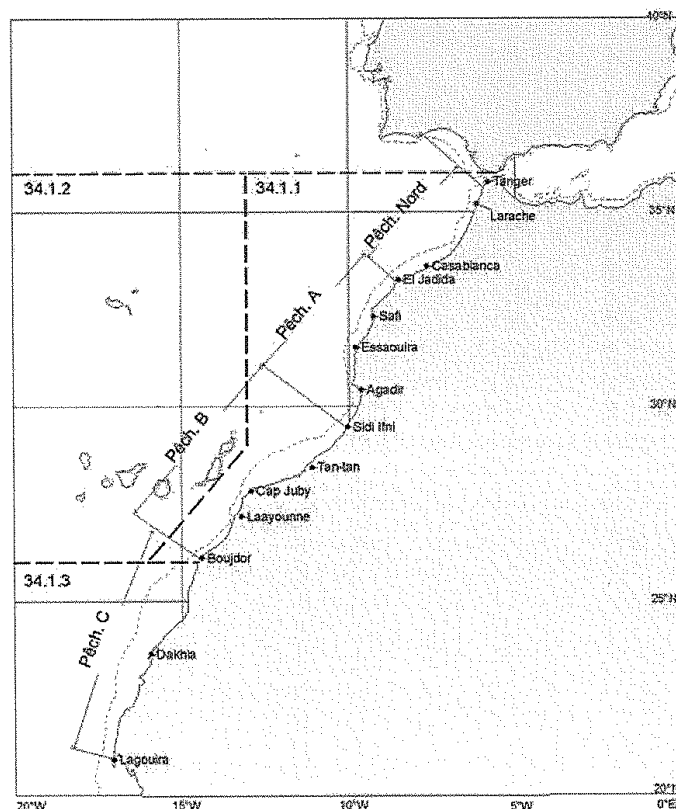 40°N
34.1.2
34.1.1
Tanger
Pêch. Nord
Larache
35°N
Casablanca
El Jadida
Pêch. A
Safi
Essaouira
Agadir
30°N
Sidi Ifni
Pêch. B
Tan-tan
Cap Juby
Laayounne
Boujdor
34.1.3
25°N
Pêch. C
Dakhla
Lagouira
20°W
15°W
10°W
5°W
0°E
20°N